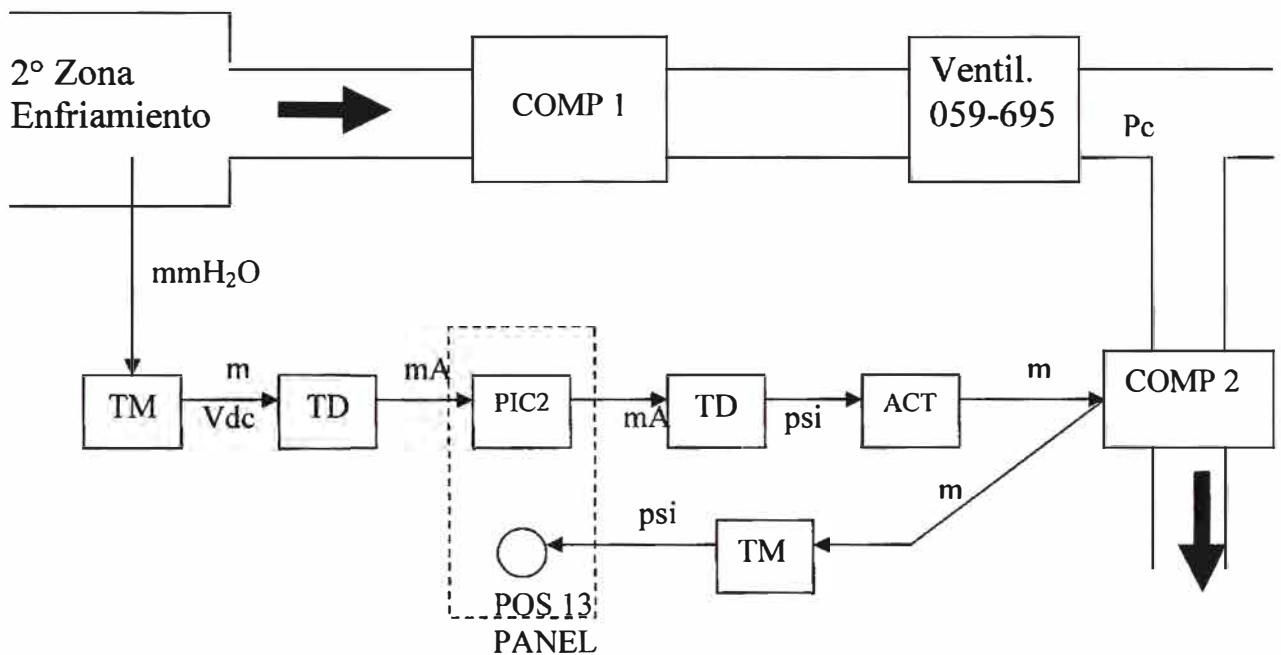 2° Zona
Enfriamiento
COMP 1
Ventil.
059-695
Pc
mmH₂O
TM
m
Vdc
TD
mA
PIC2
mA
TD
psi
ACT
m
COMP 2
m
TM
psi
POS 13
PANEL